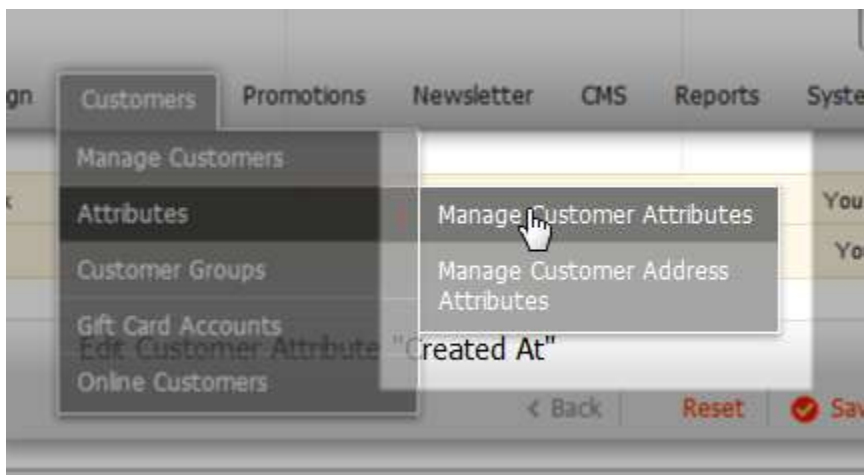 gn Customers Promotions Newsletter CMS Reports Syste
Manage Customers
Attributes
Manage Customer Attributes
You
Customer Groups
Manage Customer Address
Attributes
Yo
Gift Card Accounts
Edit Customer Attribute "Created At"
Online Customers
< Back Reset Sav